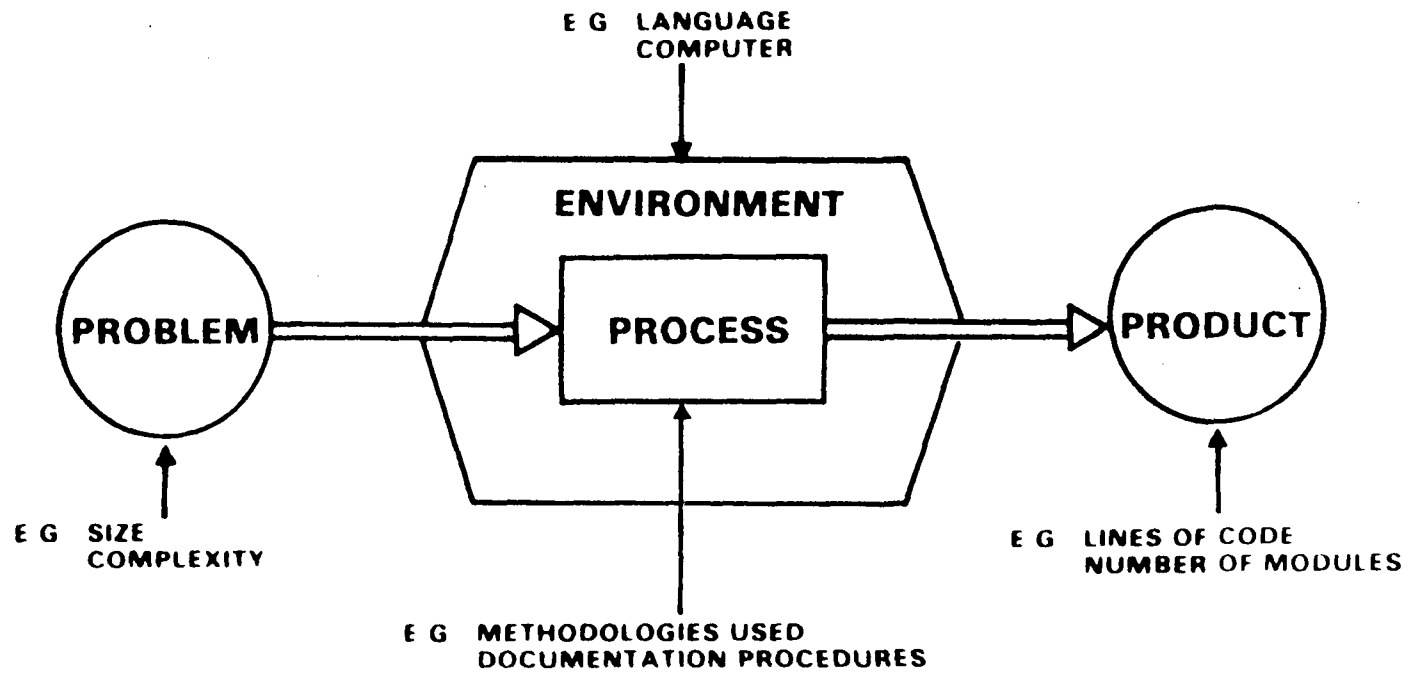 E G LANGUAGE
COMPUTER
ENVIRONMENT
PROBLEM
PROCESS
PRODUCT
E G SIZE
COMPLEXITY
E G LINES OF CODE
NUMBER OF MODULES
E G METHODOLOGIES USED
DOCUMENTATION PROCEDURES